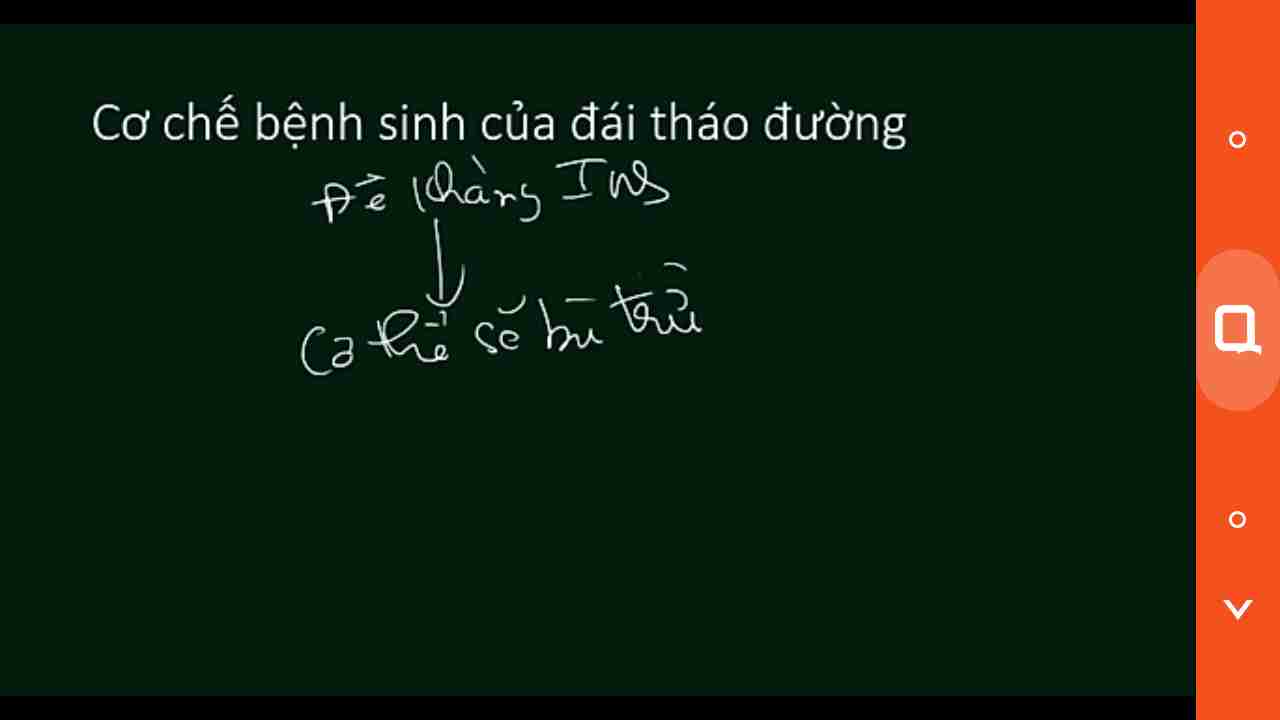 Cơ chế bệnh sinh của đái tháo đường
Đề kháng INS
Cơ thể sẽ bù trừ